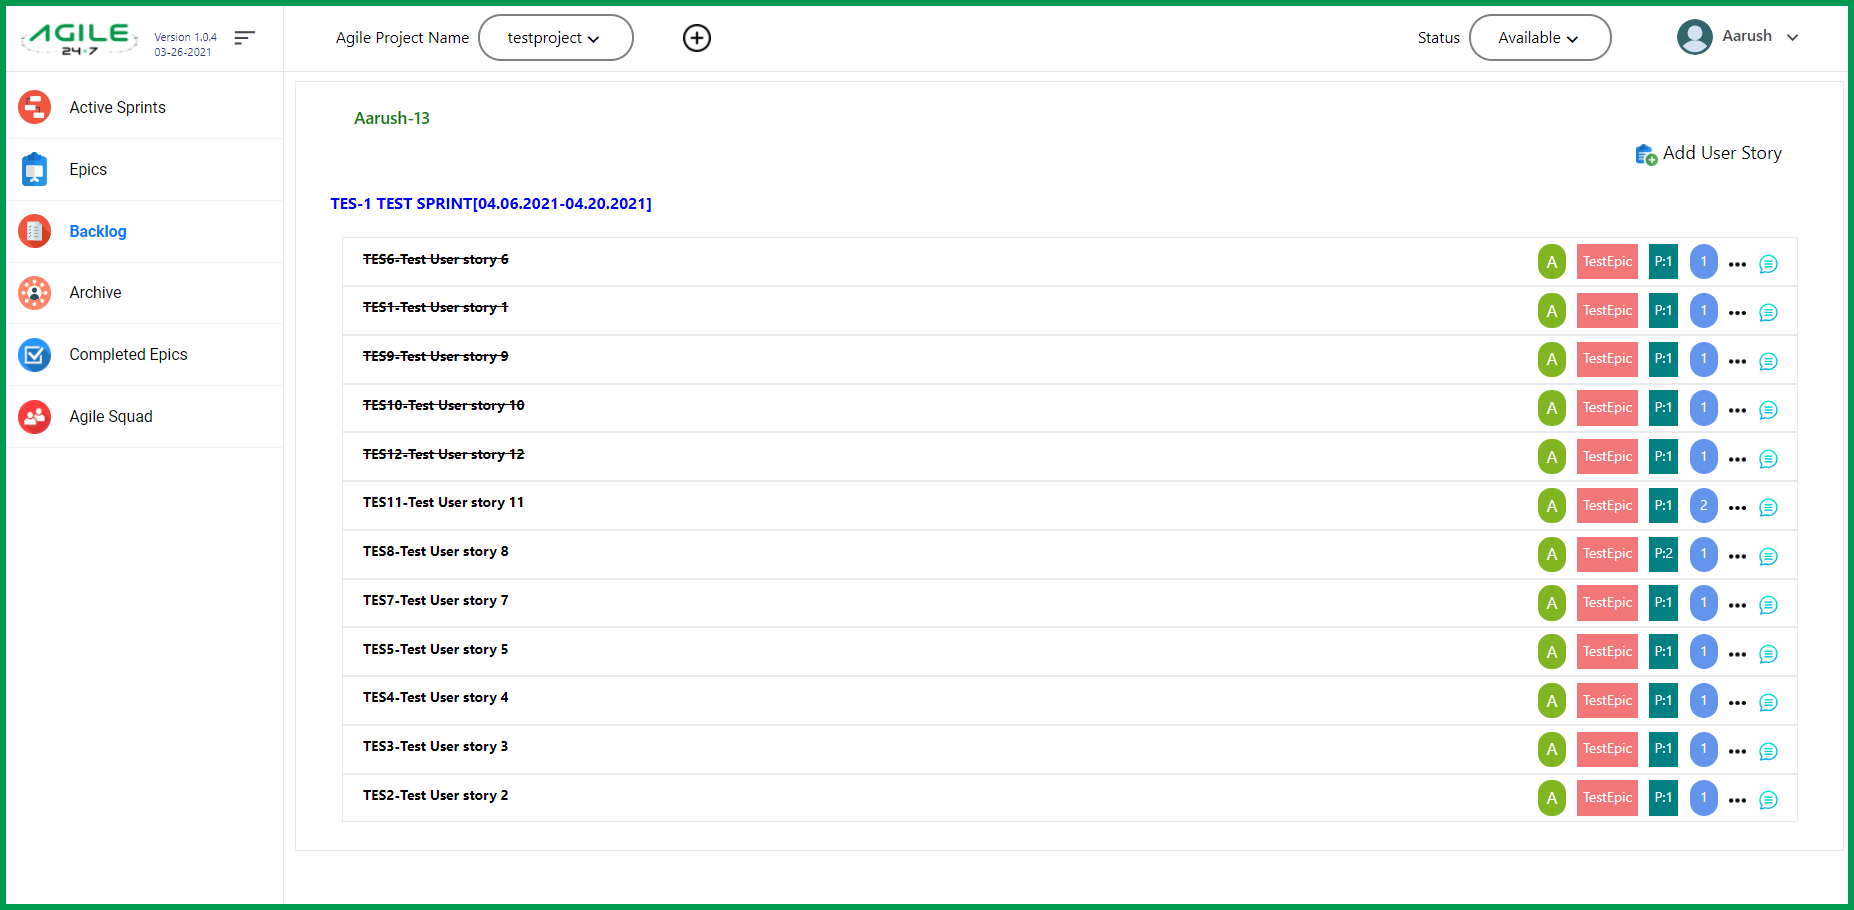 AGILE
24x7
Version 1.0.4
03-26-2021
Agile Project Name testproject
Status Available
Aarush
Active Sprints
Epics
Backlog
Archive
Completed Epics
Agile Squad
Aarush-13
Add User Story
TES-1 TEST SPRINT[04.06.2021-04.20.2021]
TES6-Test User story 6 A TestEpic P:1 1
TES1-Test User story 1 A TestEpic P:1 1
TES9-Test User story 9 A TestEpic P:1 1
TES10-Test User story 10 A TestEpic P:1 1
TES12-Test User story 12 A TestEpic P:1 1
TES11-Test User story 11 A TestEpic P:1 2
TES8-Test User story 8 A TestEpic P:2 1
TES7-Test User story 7 A TestEpic P:1 1
TES5-Test User story 5 A TestEpic P:1 1
TES4-Test User story 4 A TestEpic P:1 1
TES3-Test User story 3 A TestEpic P:1 1
TES2-Test User story 2 A TestEpic P:1 1